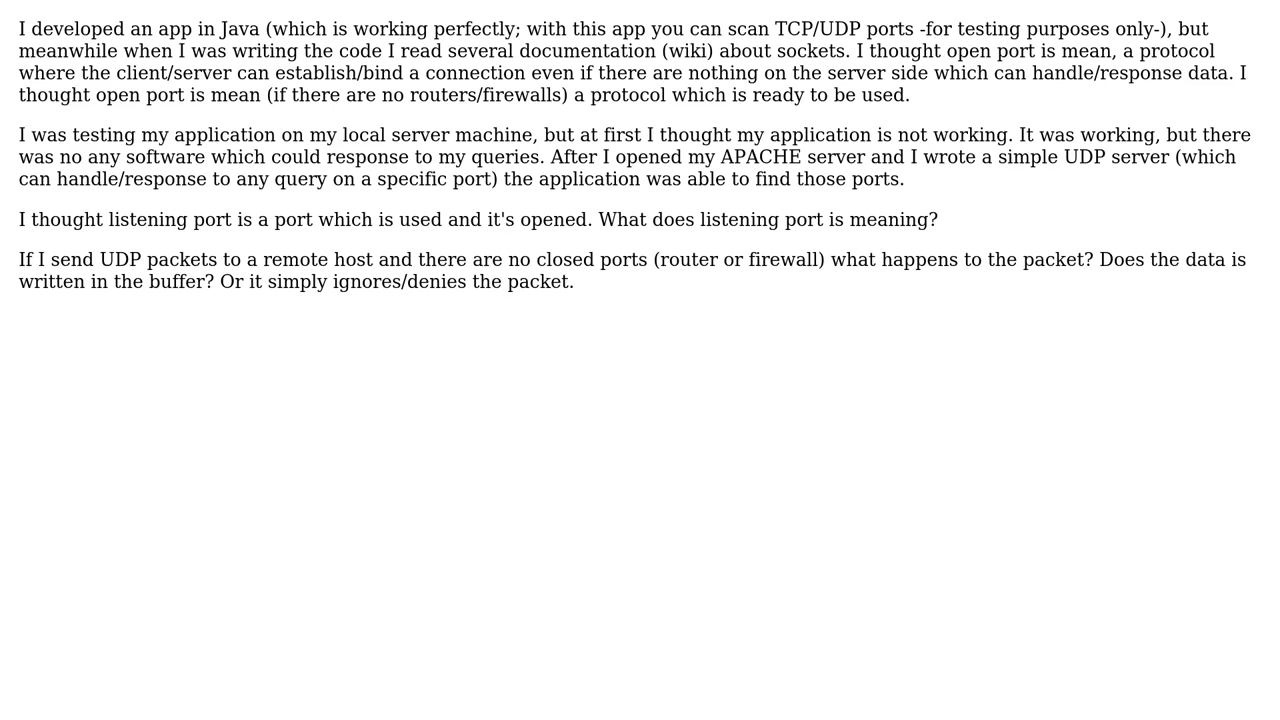 I developed an app in Java (which is working perfectly; with this app you can scan TCP/UDP ports -for testing purposes only-), but
meanwhile when I was writing the code I read several documentation (wiki) about sockets. I thought open port is mean, a protocol
where the client/server can establish/bind a connection even if there are nothing on the server side which can handle/response data. I
thought open port is mean (if there are no routers/firewalls) a protocol which is ready to be used.
I was testing my application on my local server machine, but at first I thought my application is not working. It was working, but there
was no any software which could response to my queries. After I opened my APACHE server and I wrote a simple UDP server (which
can handle/response to any query on a specific port) the application was able to find those ports.
I thought listening port is a port which is used and it's opened. What does listening port is meaning?
If I send UDP packets to a remote host and there are no closed ports (router or firewall) what happens to the packet? Does the data is
written in the buffer? Or it simply ignores/denies the packet.